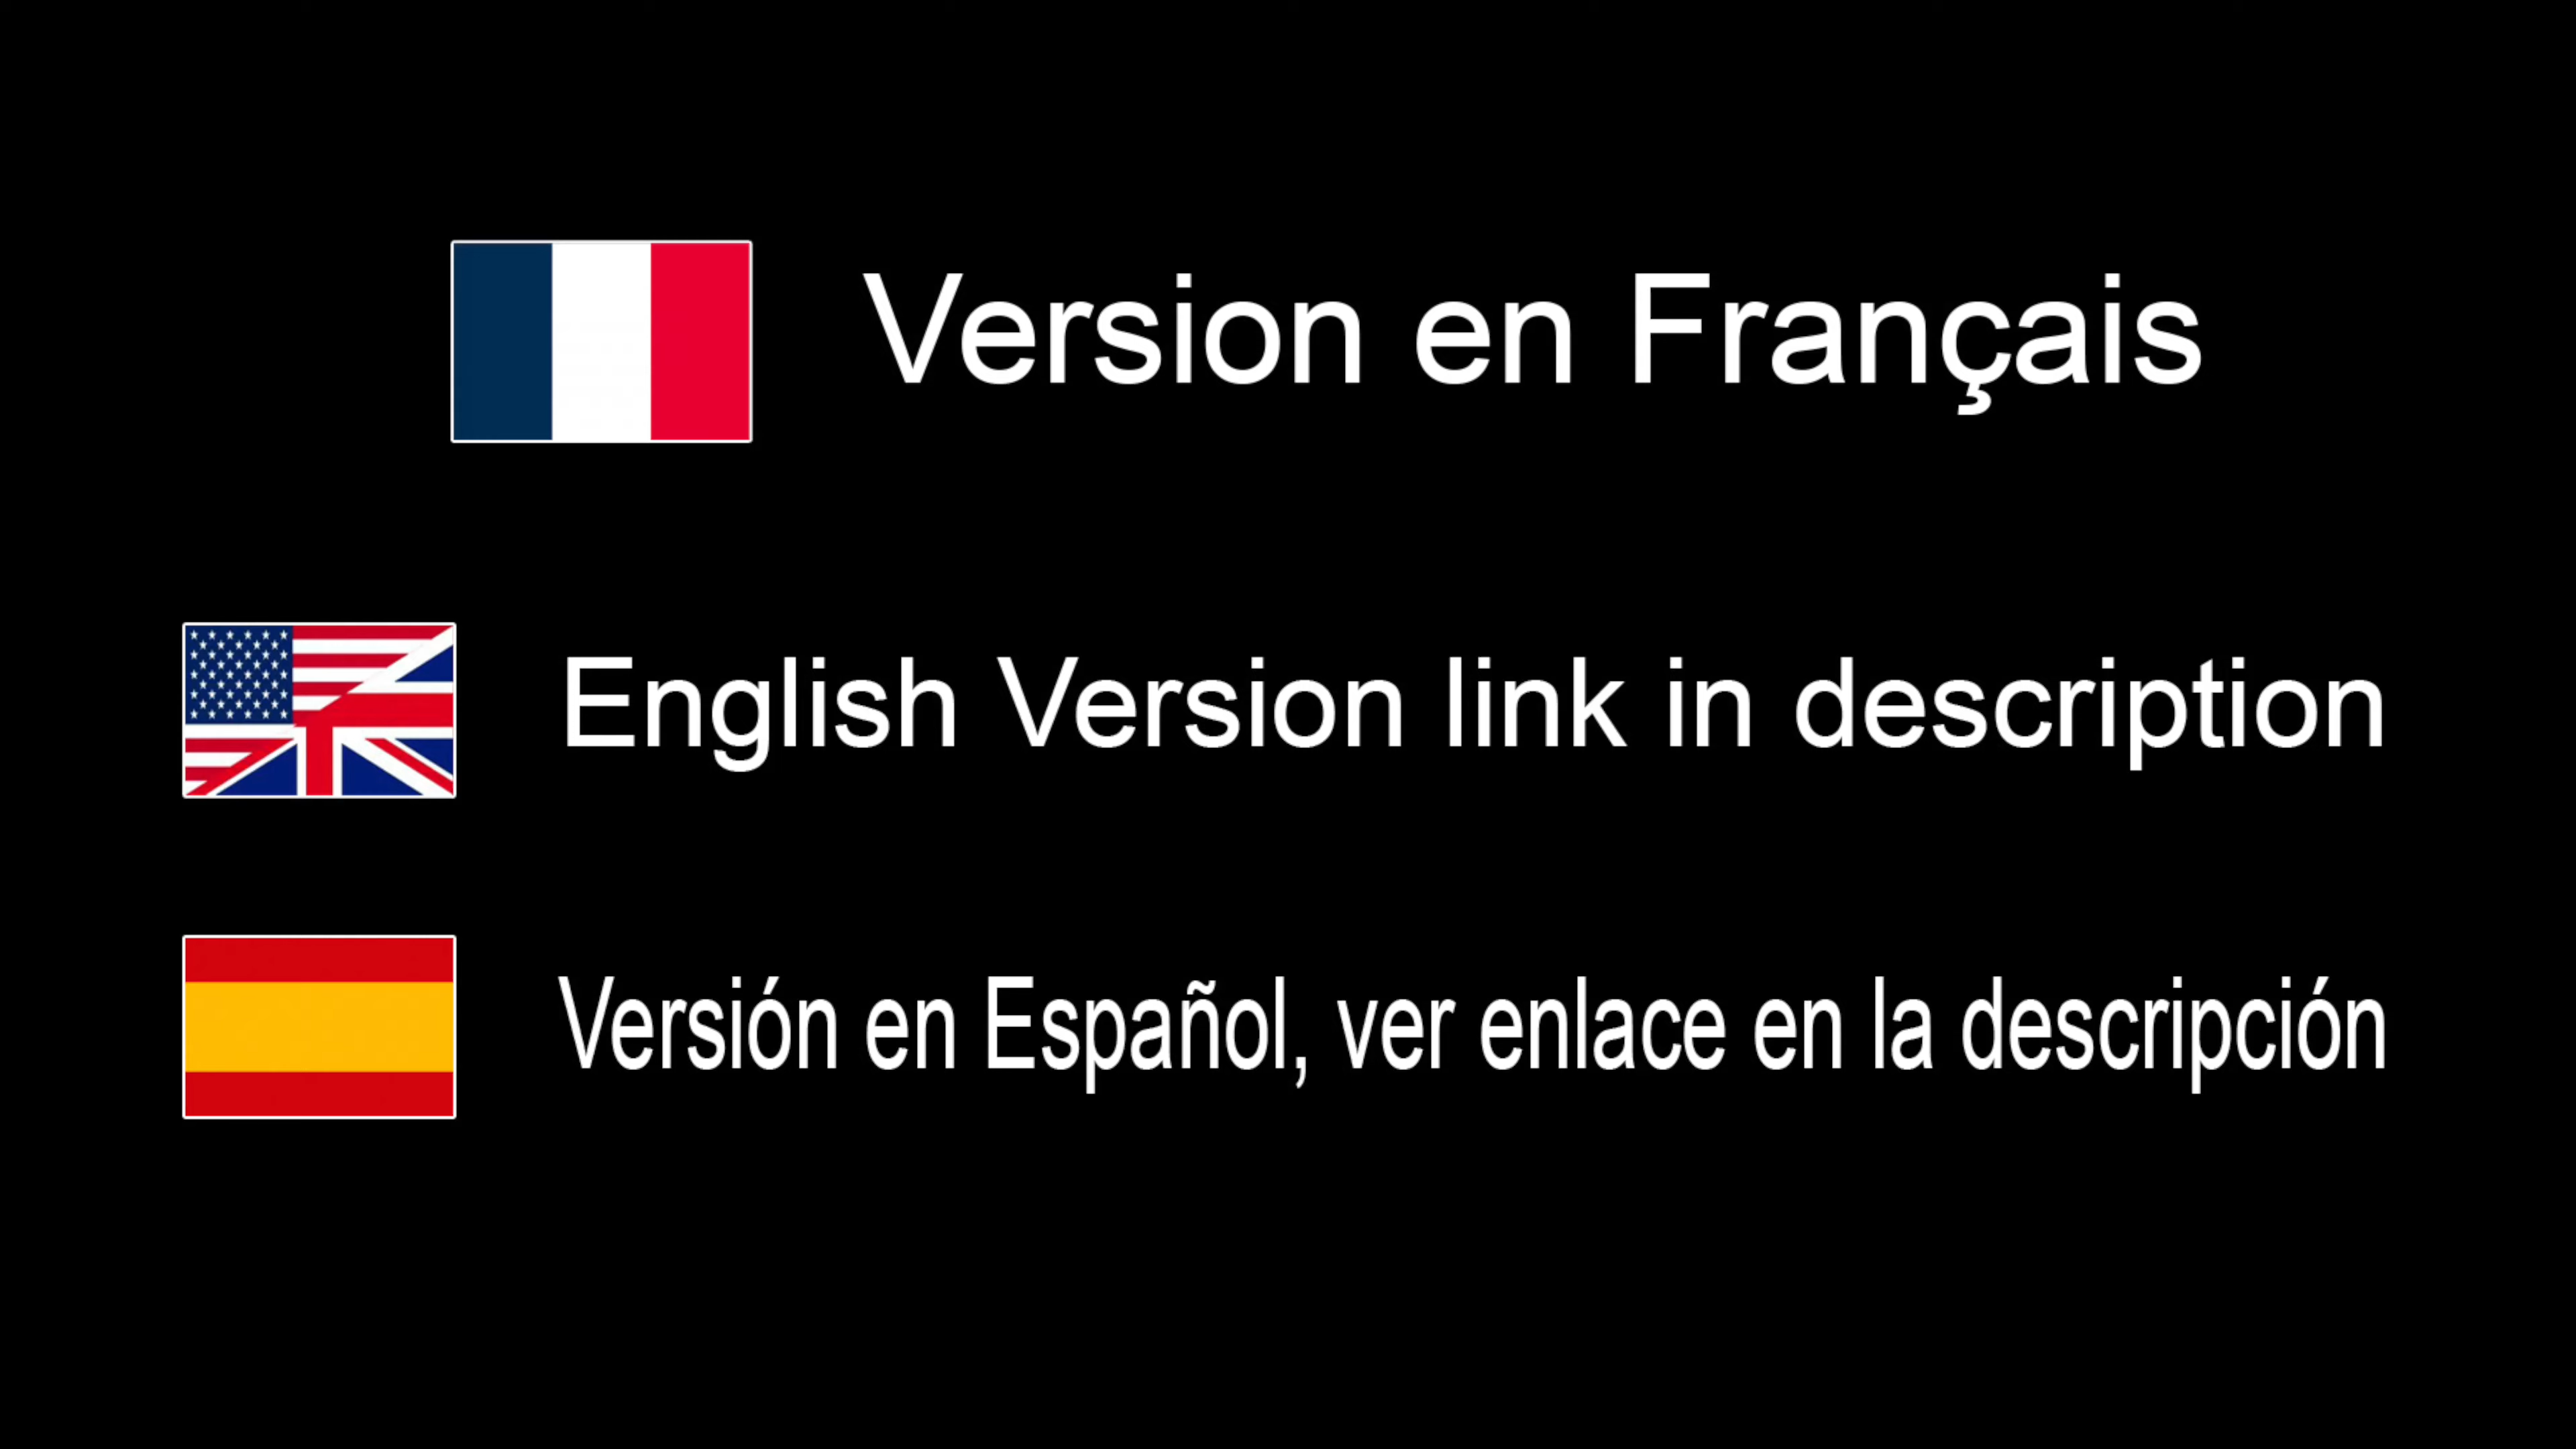 Version en Français
English Version link in description
Versión en Español, ver enlace en la descripción